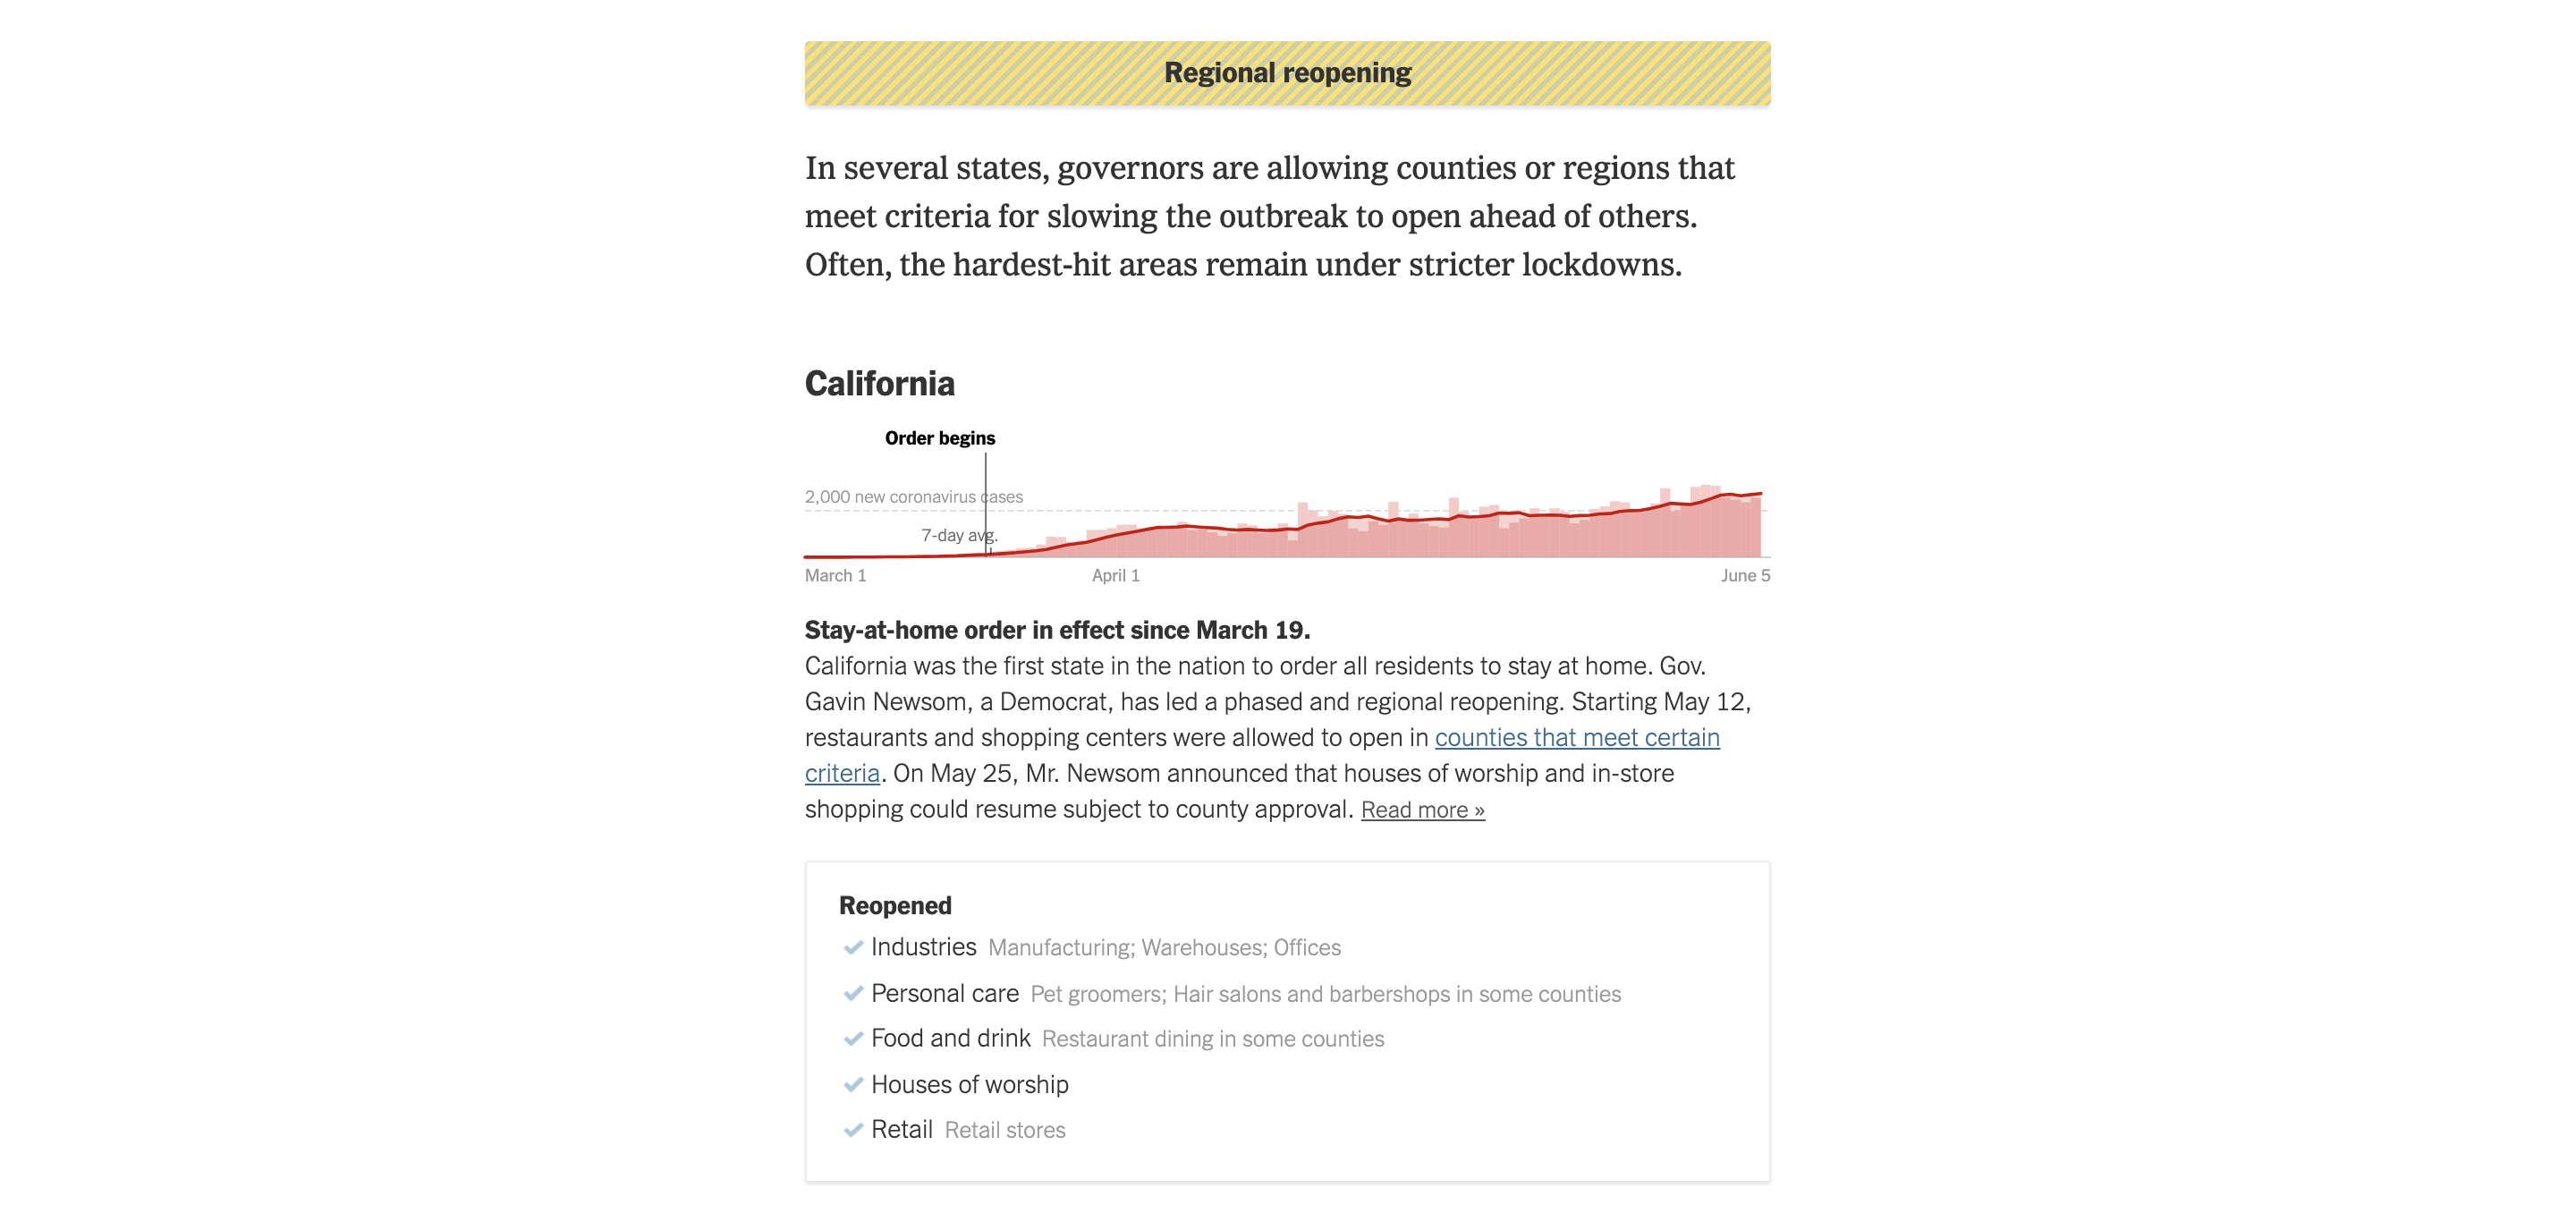 Regional reopening
In several states, governors are allowing counties or regions that
meet criteria for slowing the outbreak to open ahead of others.
Often, the hardest-hit areas remain under stricter lockdowns.
California
Order begins
2,000 new coronavirus cases
7-day avg.
March 1 April 1 June 5
Stay-at-home order in effect since March 19.
California was the first state in the nation to order all residents to stay at home. Gov.
Gavin Newsom, a Democrat, has led a phased and regional reopening. Starting May 12,
restaurants and shopping centers were allowed to open in counties that meet certain
criteria. On May 25, Mr. Newsom announced that houses of worship and in-store
shopping could resume subject to county approval. Read more »
Reopened
Industries Manufacturing; Warehouses; Offices
Personal care Pet groomers; Hair salons and barbershops in some counties
Food and drink Restaurant dining in some counties
Houses of worship
Retail Retail stores